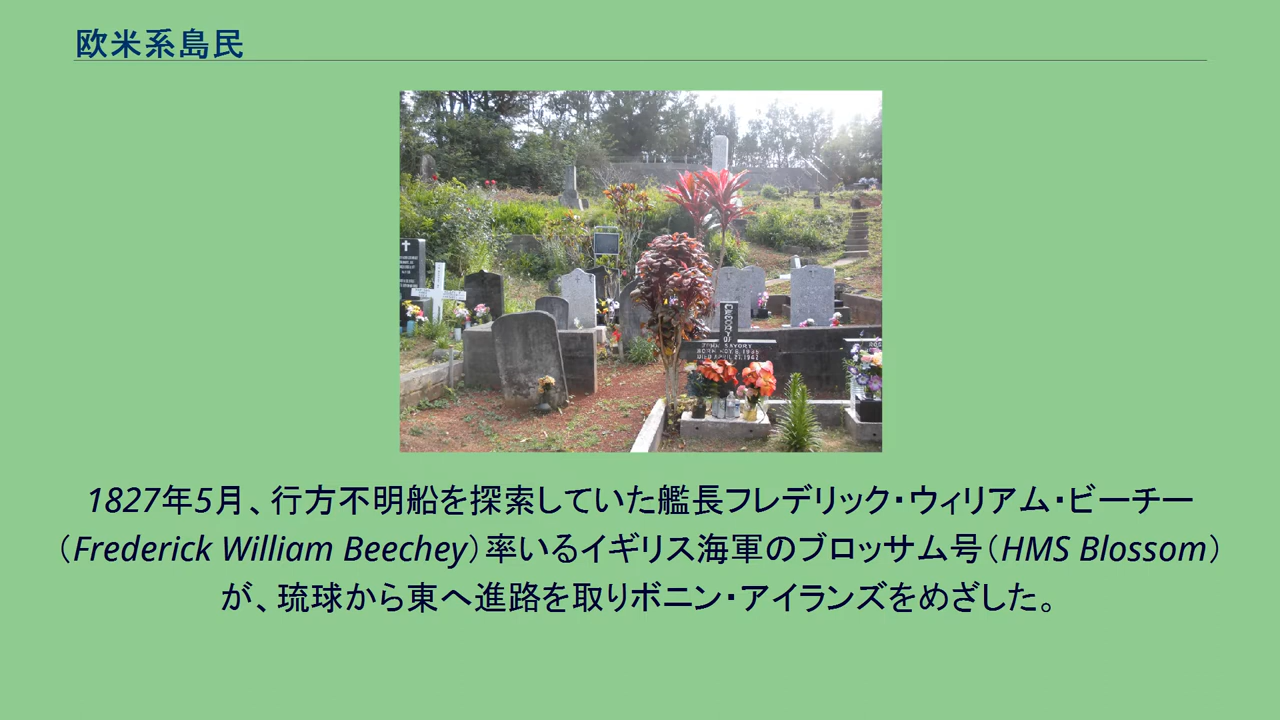 欧米系島民
GREGORY
JOHN SAVORY
1827年5月、行方不明船を探索していた艦長フレデリック・ウィリアム・ビーチー
（Frederick William Beechey）率いるイギリス海軍のブロッサム号（HMS Blossom）
が、琉球から東へ進路を取りボニン・アイランズをめざした。